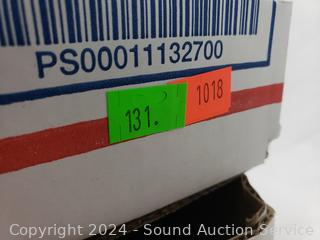 PS00011132700
131.
1018
Copyright 2024 - Sound Auction Service